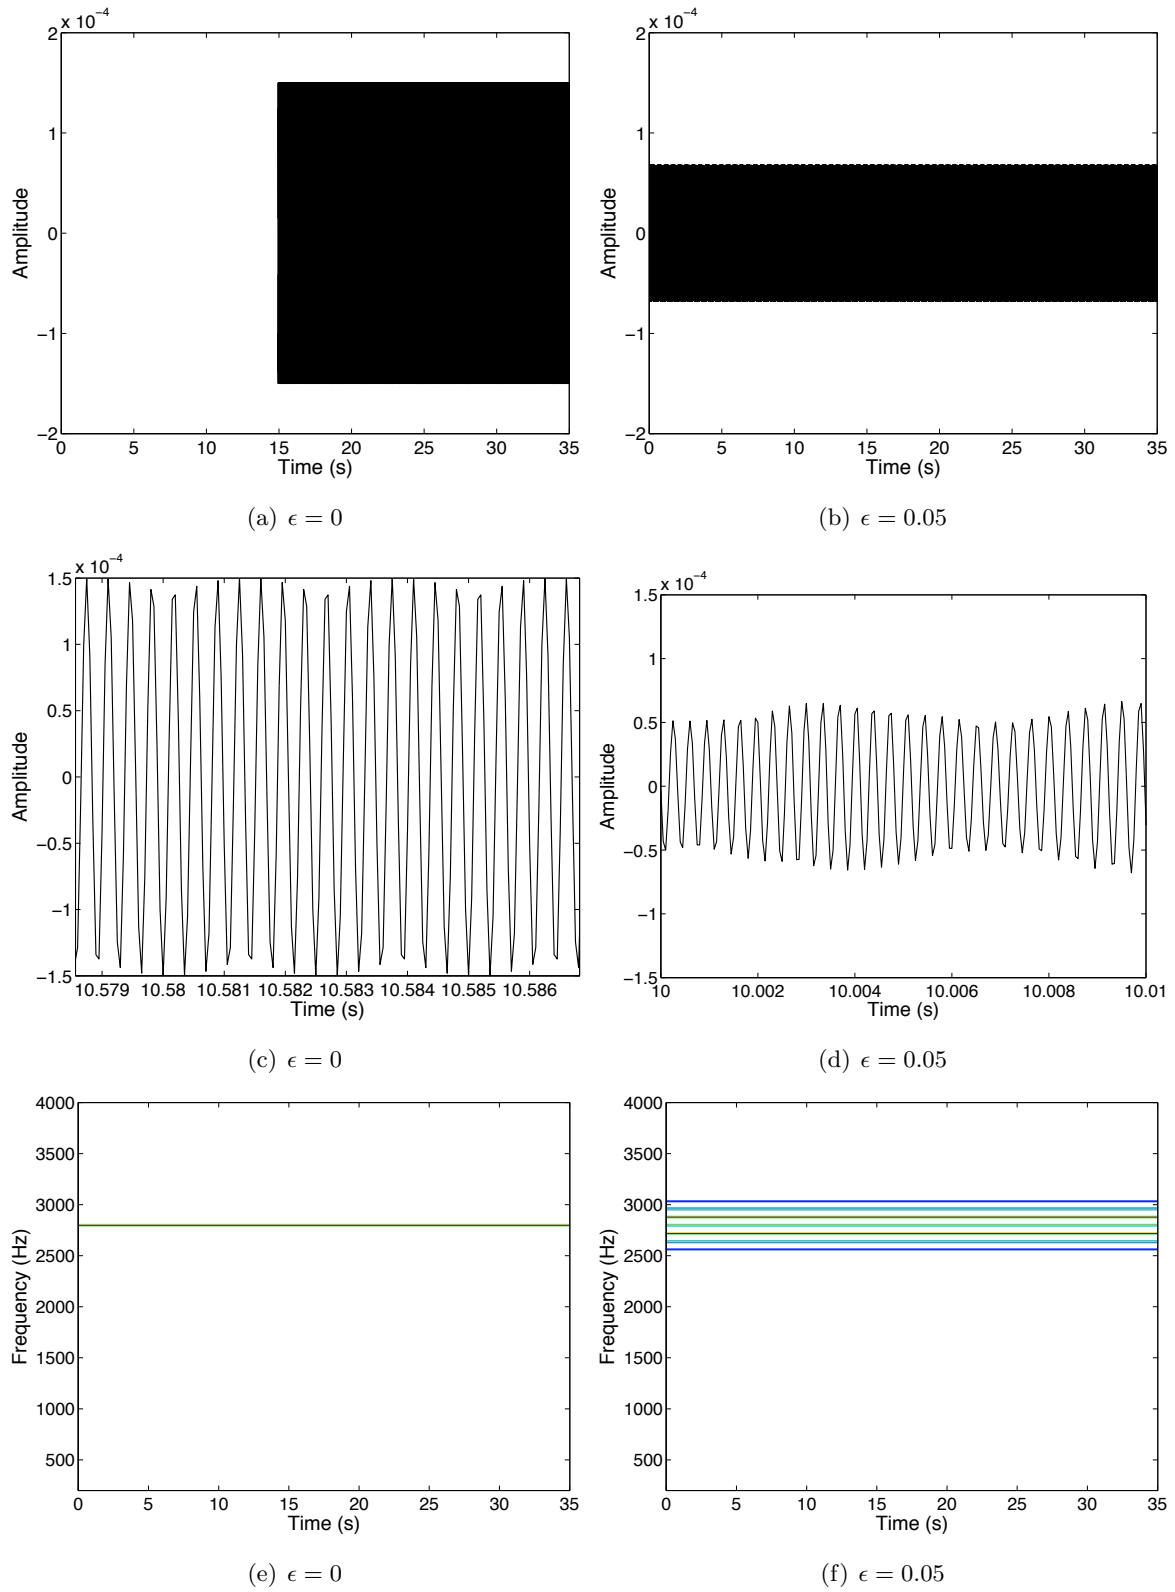 x 10⁻⁴
2
1
0
−1
−2
Amplitude
0 5 10 15 20 25 30 35
Time (s)
(a) ϵ = 0
x 10⁻⁴
2
1
0
−1
−2
Amplitude
0 5 10 15 20 25 30 35
Time (s)
(b) ϵ = 0.05
x 10⁻⁴
1.5
1
0.5
0
−0.5
−1
−1.5
Amplitude
10.579 10.58 10.581 10.582 10.583 10.584 10.585 10.586
Time (s)
(c) ϵ = 0
x 10⁻⁴
1.5
1
0.5
0
−0.5
−1
−1.5
Amplitude
10 10.002 10.004 10.006 10.008 10.01
Time (s)
(d) ϵ = 0.05
4000
3500
3000
2500
2000
1500
1000
500
Frequency (Hz)
0 5 10 15 20 25 30 35
Time (s)
(e) ϵ = 0
4000
3500
3000
2500
2000
1500
1000
500
Frequency (Hz)
0 5 10 15 20 25 30 35
Time (s)
(f) ϵ = 0.05